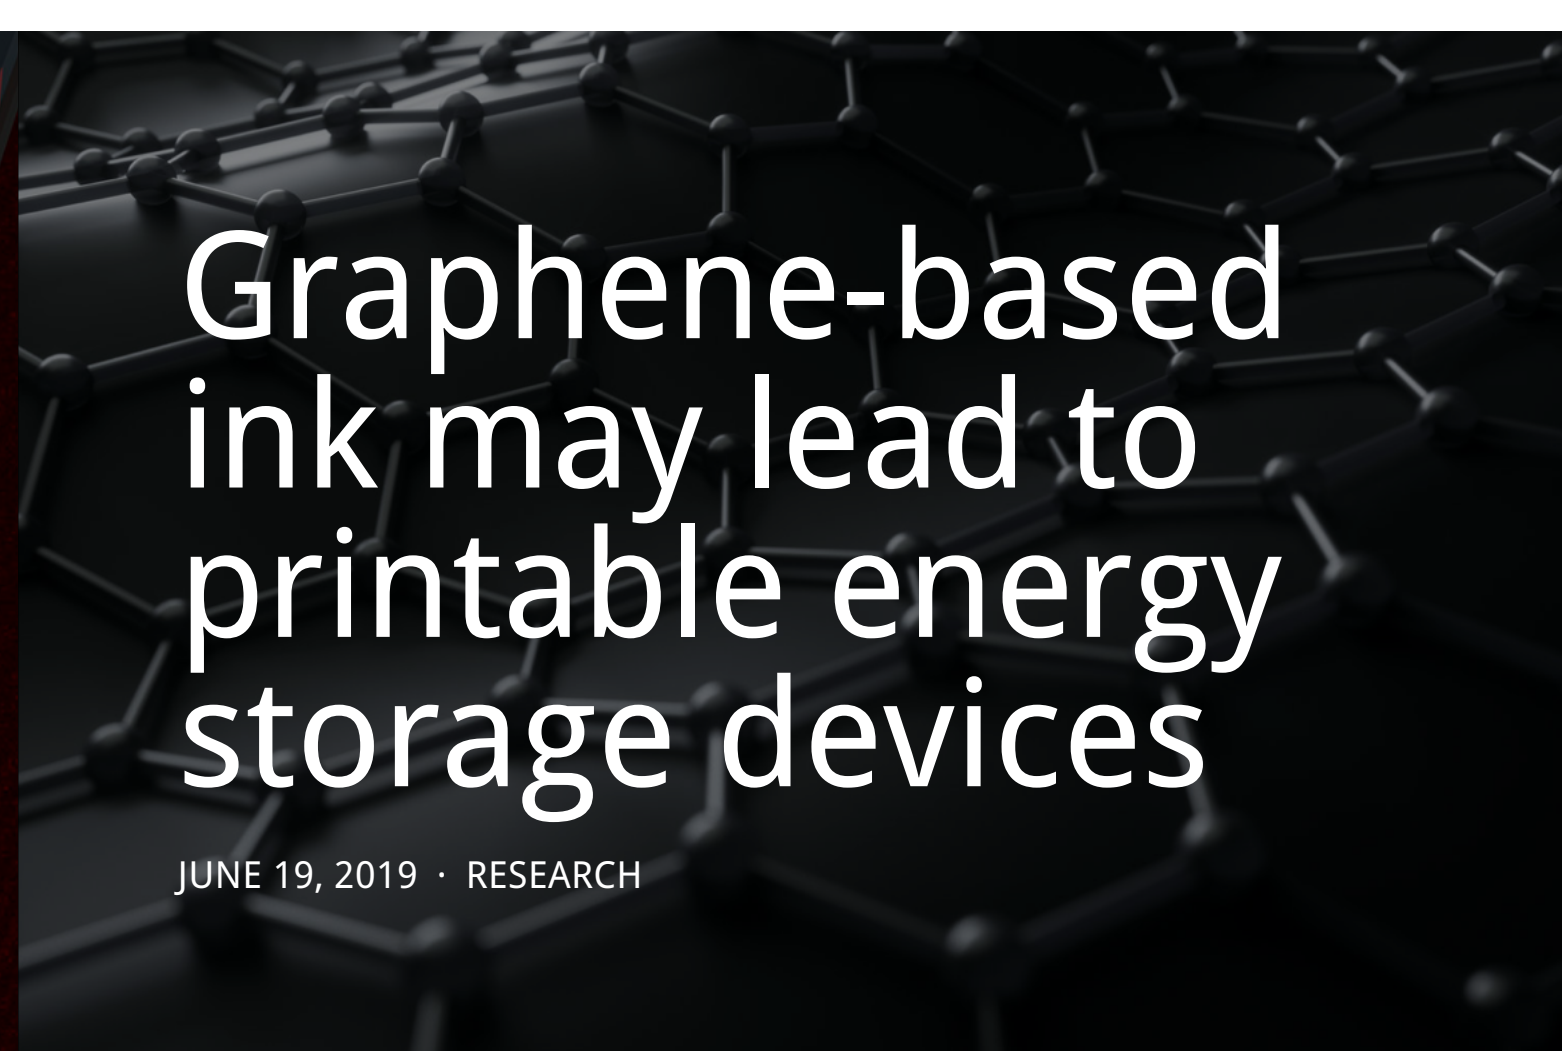 Graphene-based
ink may lead to
printable energy
storage devices
JUNE 19, 2019 · RESEARCH